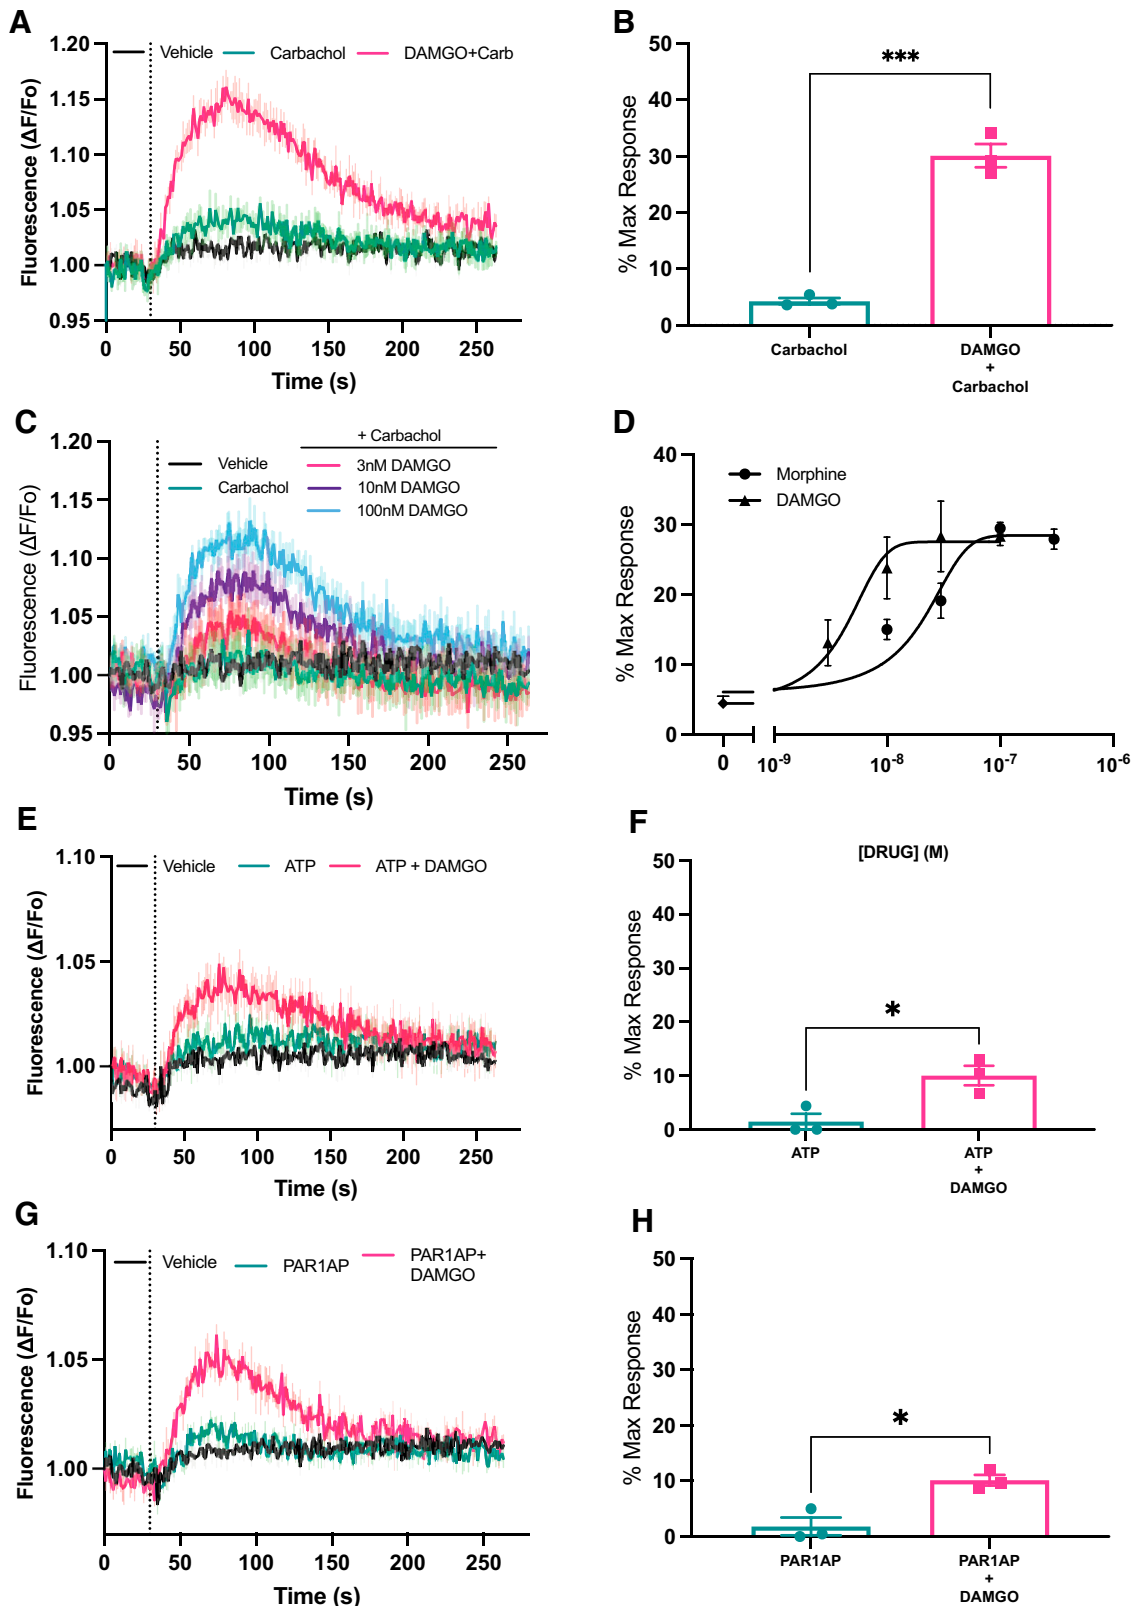 A
Vehicle Carbachol DAMGO+Carb
Fluorescence (ΔF/Fo)
1.20
1.15
1.10
1.05
1.00
0.95
0 50 100 150 200 250
Time (s)
B
% Max Response
50
40
30
20
10
0
***
Carbachol
DAMGO
+
Carbachol
C
+ Carbachol
Vehicle
Carbachol
3nM DAMGO
10nM DAMGO
100nM DAMGO
Fluorescence (ΔF/Fo)
1.20
1.15
1.10
1.05
1.00
0.95
0 50 100 150 200 250
Time (s)
D
Morphine
DAMGO
% Max Response
40
30
20
10
0
0 10-9 10-8 10-7 10-6
E
Vehicle ATP ATP + DAMGO
Fluorescence (ΔF/Fo)
1.10
1.05
1.00
0 50 100 150 200 250
Time (s)
F
[DRUG] (M)
% Max Response
50
40
30
20
10
0
*
ATP
ATP
+
DAMGO
G
Vehicle PAR1AP PAR1AP+
DAMGO
Fluorescence (ΔF/Fo)
1.10
1.05
1.00
0 50 100 150 200 250
Time (s)
H
% Max Response
50
40
30
20
10
0
*
PAR1AP
PAR1AP
+
DAMGO